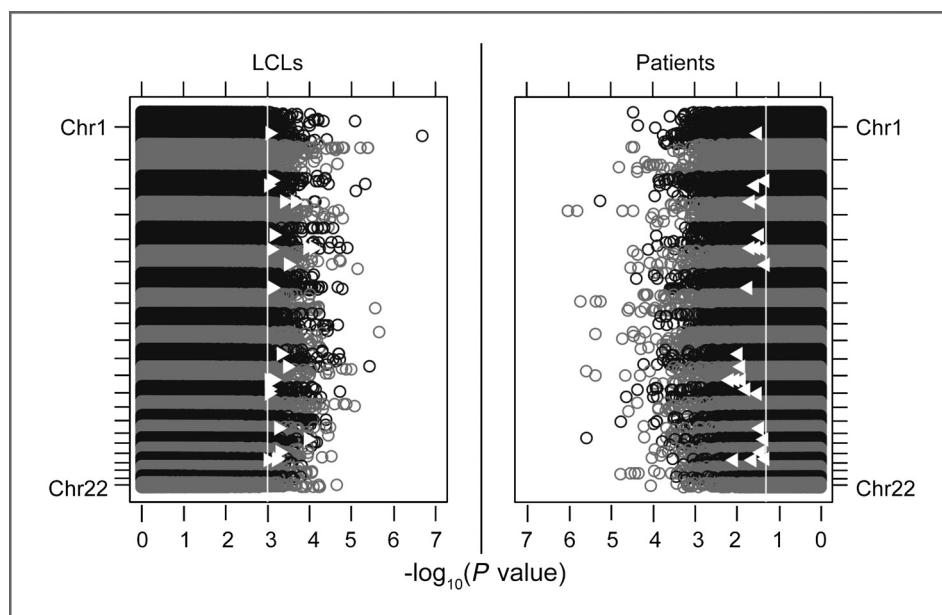 LCLs Patients
Chr1 Chr1
Chr22 Chr22
0 1 2 3 4 5 6 7 7 6 5 4 3 2 1 0
-log10(P value)